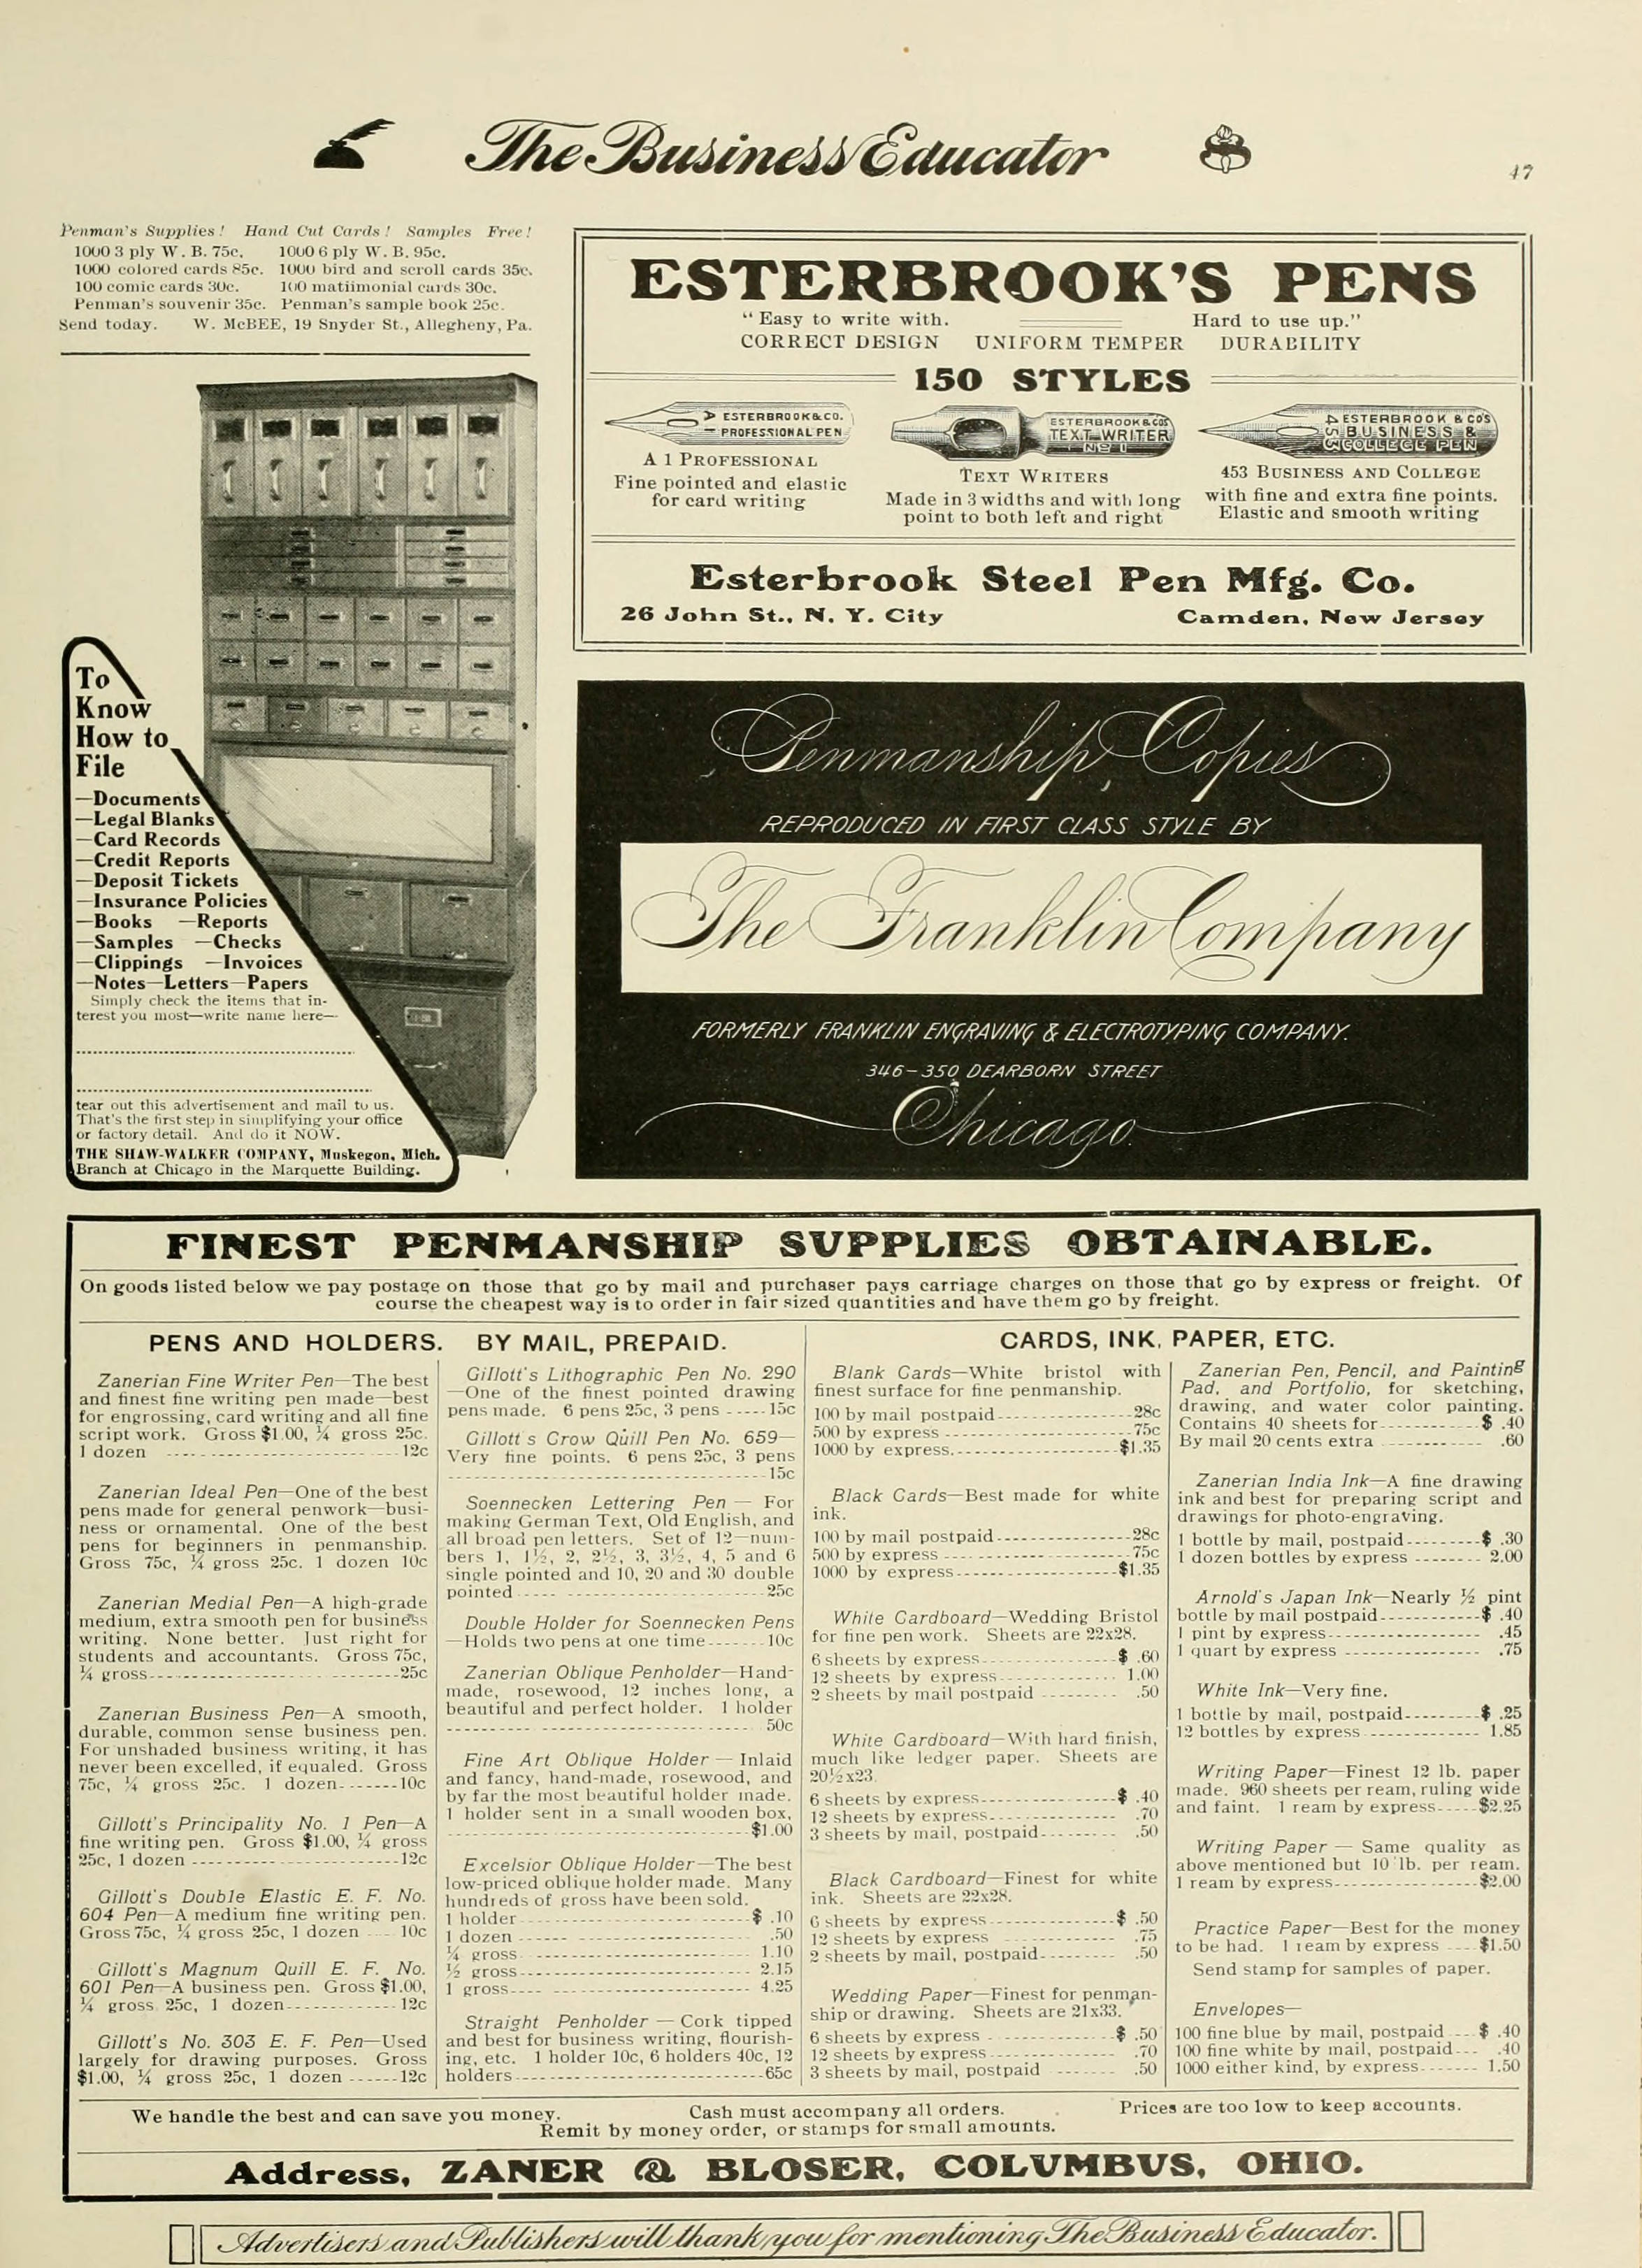 The Business Educator
47
Penman's Supplies! Hand Cut Cards! Samples Free!
1000 3 ply W. B. 75c. 1000 6 ply W. B. 95c.
1000 colored cards 85c. 1000 bird and scroll cards 35c.
100 comic cards 30c. 100 matiimonial cards 30c.
Penman's souvenir 35c. Penman's sample book 25c.
Send today. W. McBEE, 19 Snyder St., Allegheny, Pa.
To
Know
How to
File
—Documents
—Legal Blanks
—Card Records
—Credit Reports
—Deposit Tickets
—Insurance Policies
—Books —Reports
—Samples —Checks
—Clippings —Invoices
—Notes—Letters—Papers
Simply check the items that in-
terest you most—write name here—
tear out this advertisement and mail to us.
That's the first step in simplifying your office
or factory detail. And do it NOW.
THE SHAW-WALKER COMPANY, Muskegon, Mich.
Branch at Chicago in the Marquette Building.
ESTERBROOK'S PENS
"Easy to write with. Hard to use up."
CORRECT DESIGN UNIFORM TEMPER DURABILITY
150 STYLES
A 1 ESTERBROOK & CO.
PROFESSIONAL PEN
A 1 PROFESSIONAL
Fine pointed and elastic
for card writing
ESTERBROOK & COS
TEXT WRITER
No 1
TEXT WRITERS
Made in 3 widths and with long
point to both left and right
ESTERBROOK & CO'S
BUSINESS &
COLLEGE PEN
453
453 BUSINESS AND COLLEGE
with fine and extra fine points.
Elastic and smooth writing
Esterbrook Steel Pen Mfg. Co.
26 John St., N. Y. City Camden, New Jersey
Penmanship Copies
REPRODUCED IN FIRST CLASS STYLE BY
The Franklin Company
FORMERLY FRANKLIN ENGRAVING & ELECTROTYPING COMPANY.
346-350 DEARBORN STREET
Chicago.
FINEST PENMANSHIP SUPPLIES OBTAINABLE.
On goods listed below we pay postage on those that go by mail and purchaser pays carriage charges on those that go by express or freight. Of
course the cheapest way is to order in fair sized quantities and have them go by freight.
PENS AND HOLDERS. BY MAIL, PREPAID.
Zanerian Fine Writer Pen—The best
and finest fine writing pen made—best
for engrossing, card writing and all fine
script work. Gross $1.00, ¼ gross 25c.
1 dozen 12c
Zanerian Ideal Pen—One of the best
pens made for general penwork—busi-
ness or ornamental. One of the best
pens for beginners in penmanship.
Gross 75c, ¼ gross 25c. 1 dozen 10c
Zanerian Medial Pen—A high-grade
medium, extra smooth pen for business
writing. None better. Just right for
students and accountants. Gross 75c,
¼ gross 25c
Zanerian Business Pen—A smooth,
durable, common sense business pen.
For unshaded business writing, it has
never been excelled, if equaled. Gross
75c, ¼ gross 25c. 1 dozen 10c
Gillott's Principality No. 1 Pen—A
fine writing pen. Gross $1.00, ¼ gross
25c, 1 dozen 12c
Gillott's Double Elastic E. F. No.
604 Pen—A medium fine writing pen.
Gross 75c, ¼ gross 25c, 1 dozen 10c
Gillott's Magnum Quill E. F. No.
601 Pen—A business pen. Gross $1.00,
¼ gross 25c, 1 dozen 12c
Gillott's No. 303 E. F. Pen—Used
largely for drawing purposes. Gross
$1.00, ¼ gross 25c, 1 dozen 12c
Gillott's Lithographic Pen No. 290
—One of the finest pointed drawing
pens made. 6 pens 25c, 3 pens 15c
Gillott s Crow Quill Pen No. 659—
Very fine points. 6 pens 25c, 3 pens
15c
Soennecken Lettering Pen — For
making German Text, Old English, and
all broad pen letters. Set of 12—num-
bers 1, 1½, 2, 2½, 3, 3½, 4, 5 and 6
single pointed and 10, 20 and 30 double
pointed 25c
Double Holder for Soennecken Pens
—Holds two pens at one time 10c
Zanerian Oblique Penholder—Hand-
made, rosewood, 12 inches long, a
beautiful and perfect holder. 1 holder
50c
Fine Art Oblique Holder — Inlaid
and fancy, hand-made, rosewood, and
by far the most beautiful holder made.
1 holder sent in a small wooden box,
$1.00
Excelsior Oblique Holder—The best
low-priced oblique holder made. Many
hundreds of gross have been sold.
1 holder $ .10
1 dozen .50
¼ gross 1.10
½ gross 2.15
1 gross 4.25
Straight Penholder — Cork tipped
and best for business writing, flourish-
ing, etc. 1 holder 10c, 6 holders 40c, 12
holders 65c
CARDS, INK, PAPER, ETC.
Blank Cards—White bristol with
finest surface for fine penmanship.
100 by mail postpaid 28c
500 by express 75c
1000 by express. $1.35
Black Cards—Best made for white
ink.
100 by mail postpaid 28c
500 by express 75c
1000 by express $1.35
White Cardboard—Wedding Bristol
for fine pen work. Sheets are 22x28.
6 sheets by express $ .60
12 sheets by express 1.00
2 sheets by mail postpaid .50
White Cardboard—With hard finish,
much like ledger paper. Sheets are
20½x23
6 sheets by express $ .40
12 sheets by express .70
3 sheets by mail, postpaid .50
Black Cardboard—Finest for white
ink. Sheets are 22x28.
6 sheets by express $ .50
12 sheets by express .75
2 sheets by mail, postpaid .50
Wedding Paper—Finest for penman-
ship or drawing. Sheets are 21x33.
6 sheets by express $ .50
12 sheets by express .70
3 sheets by mail, postpaid .50
Zanerian Pen, Pencil, and Painting
Pad, and Portfolio, for sketching,
drawing, and water color painting.
Contains 40 sheets for $ .40
By mail 20 cents extra .60
Zanerian India Ink—A fine drawing
ink and best for preparing script and
drawings for photo-engraving.
1 bottle by mail, postpaid $ .30
1 dozen bottles by express 2.00
Arnold's Japan Ink—Nearly ½ pint
bottle by mail postpaid $ .40
1 pint by express .45
1 quart by express .75
White Ink—Very fine.
1 bottle by mail, postpaid $ .25
12 bottles by express 1.85
Writing Paper—Finest 12 lb. paper
made. 960 sheets per ream, ruling wide
and faint. 1 ream by express $2.25
Writing Paper — Same quality as
above mentioned but 10 lb. per ream.
1 ream by express $2.00
Practice Paper—Best for the money
to be had. 1 ream by express $1.50
Send stamp for samples of paper.
Envelopes—
100 fine blue by mail, postpaid $ .40
100 fine white by mail, postpaid .40
1000 either kind, by express 1.50
We handle the best and can save you money. Cash must accompany all orders. Prices are too low to keep accounts.
Remit by money order, or stamps for small amounts.
Address, ZANER & BLOSER, COLUMBUS, OHIO.
Advertisers and Publishers will thank you for mentioning The Business Educator.